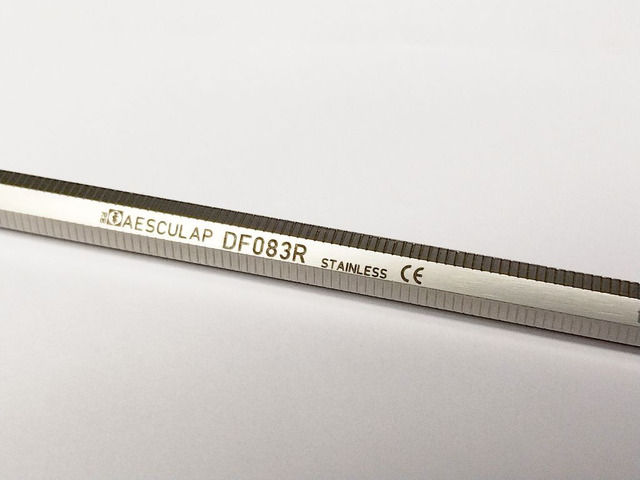 AESCULAP DF083R STAINLESS CE